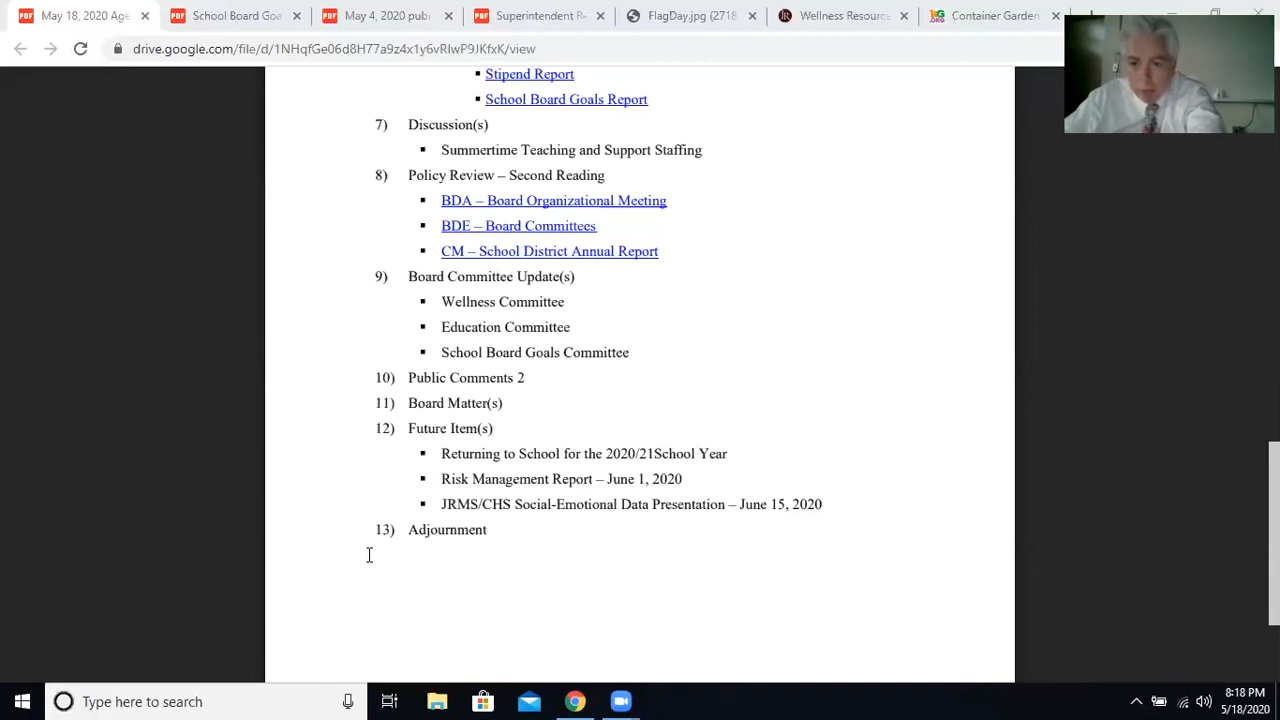 May 18, 2020 Age
School Board Goa
May 4, 2020 publ
Superintendent R
FlagDay.jpg (271
Wellness Resourc
Container Garden
drive.google.com/file/d/1NHqfGe06d8H77a9z4x1y6vRlwP9JKfxK/view
▪ Stipend Report
▪ School Board Goals Report
7) Discussion(s)
▪ Summertime Teaching and Support Staffing
8) Policy Review – Second Reading
▪ BDA – Board Organizational Meeting
▪ BDE – Board Committees
▪ CM – School District Annual Report
9) Board Committee Update(s)
▪ Wellness Committee
▪ Education Committee
▪ School Board Goals Committee
10) Public Comments 2
11) Board Matter(s)
12) Future Item(s)
▪ Returning to School for the 2020/21School Year
▪ Risk Management Report – June 1, 2020
▪ JRMS/CHS Social-Emotional Data Presentation – June 15, 2020
13) Adjournment
Type here to search
8:18 PM
5/18/2020